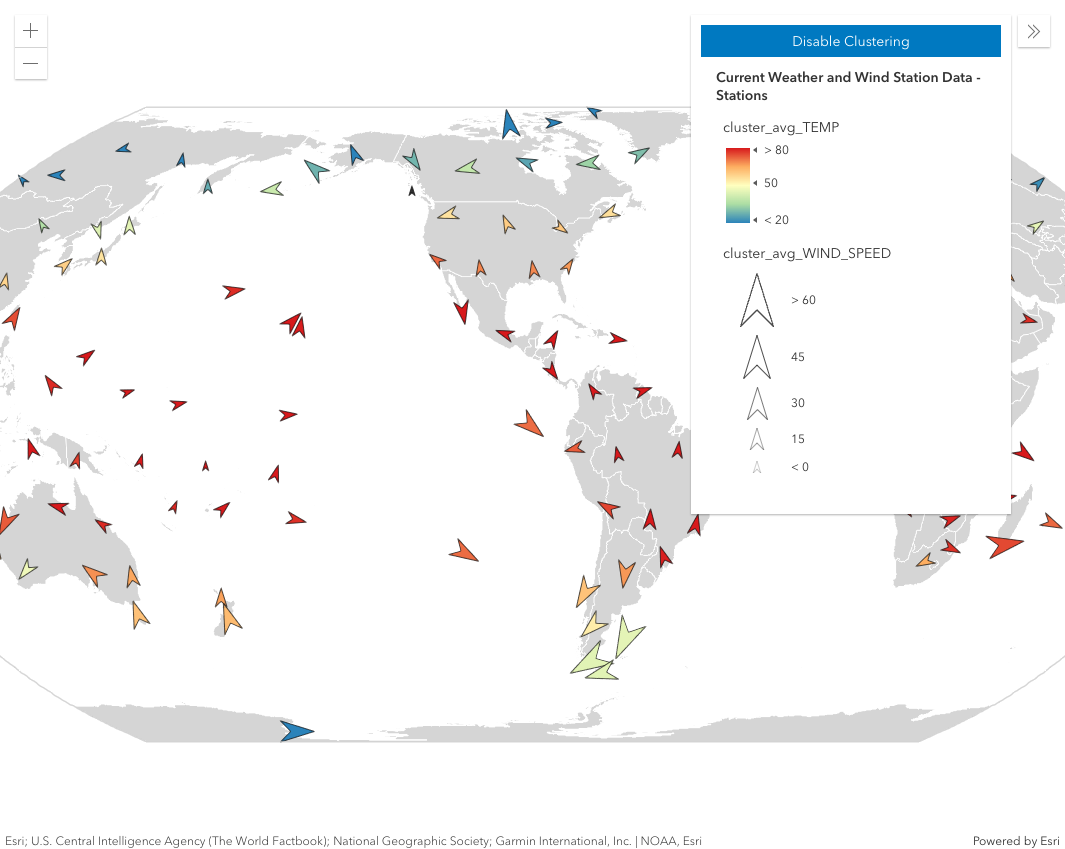 Disable Clustering
Current Weather and Wind Station Data -
Stations
cluster_avg_TEMP
> 80
50
< 20
cluster_avg_WIND_SPEED
> 60
45
30
15
< 0
Esri; U.S. Central Intelligence Agency (The World Factbook); National Geographic Society; Garmin International, Inc. | NOAA, Esri
Powered by Esri